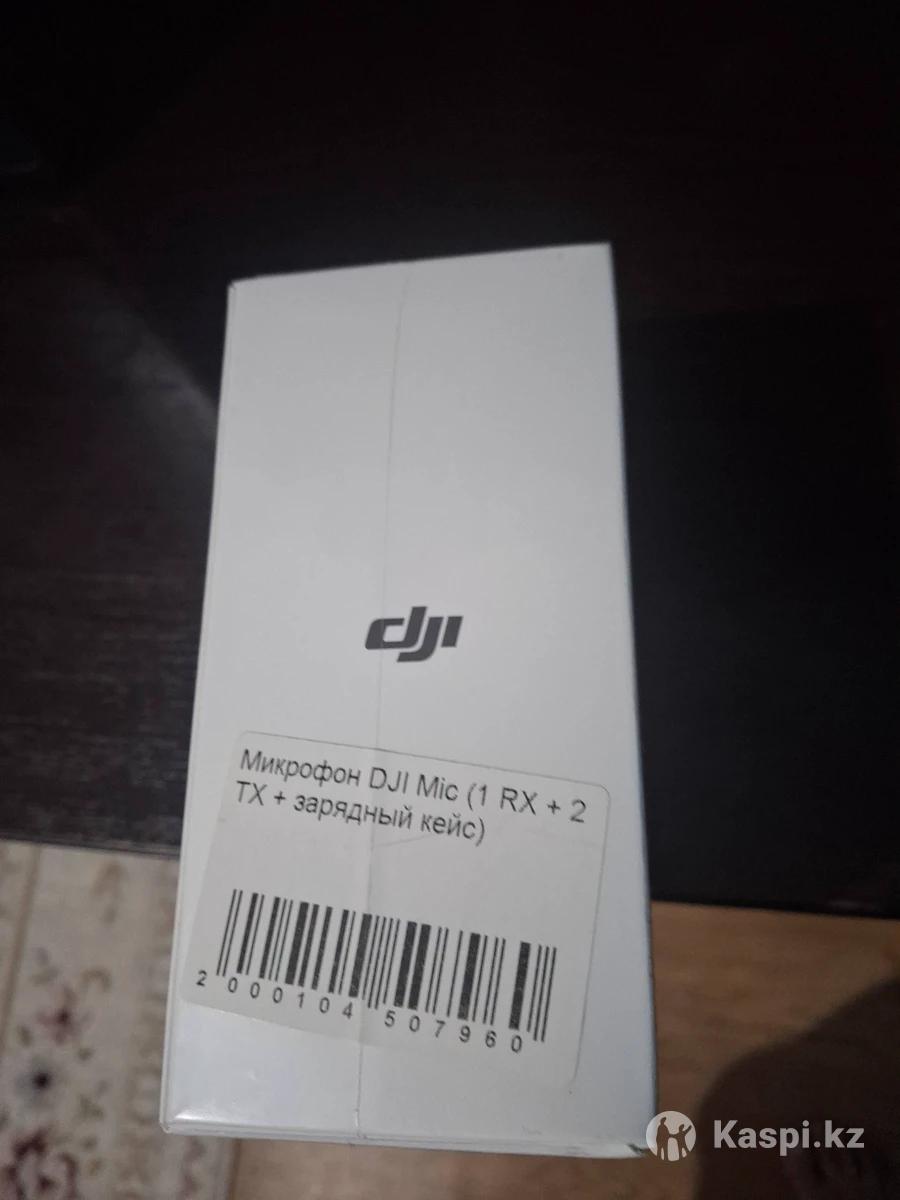 dji
Микрофон DJI Mic (1 RX + 2
TX + зарядный кейс)
2 000104 507960
Kaspi.kz